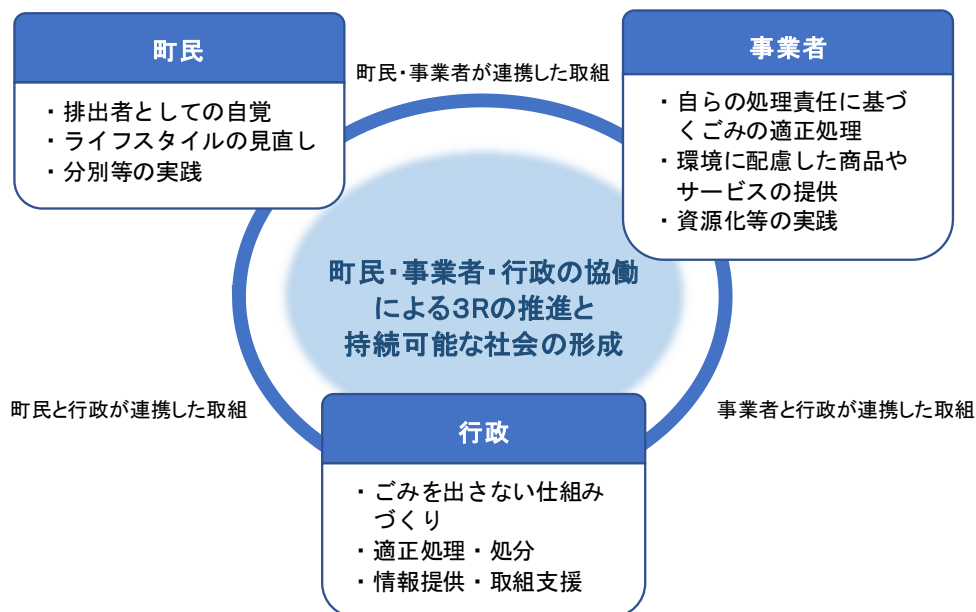 町民
・排出者としての自覚
・ライフスタイルの見直し
・分別等の実践
町民・事業者が連携した取組
事業者
・自らの処理責任に基づ
くごみの適正処理
・環境に配慮した商品や
サービスの提供
・資源化等の実践
町民・事業者・行政の協働
による3Rの推進と
持続可能な社会の形成
町民と行政が連携した取組
事業者と行政が連携した取組
行政
・ごみを出さない仕組み
づくり
・適正処理・処分
・情報提供・取組支援